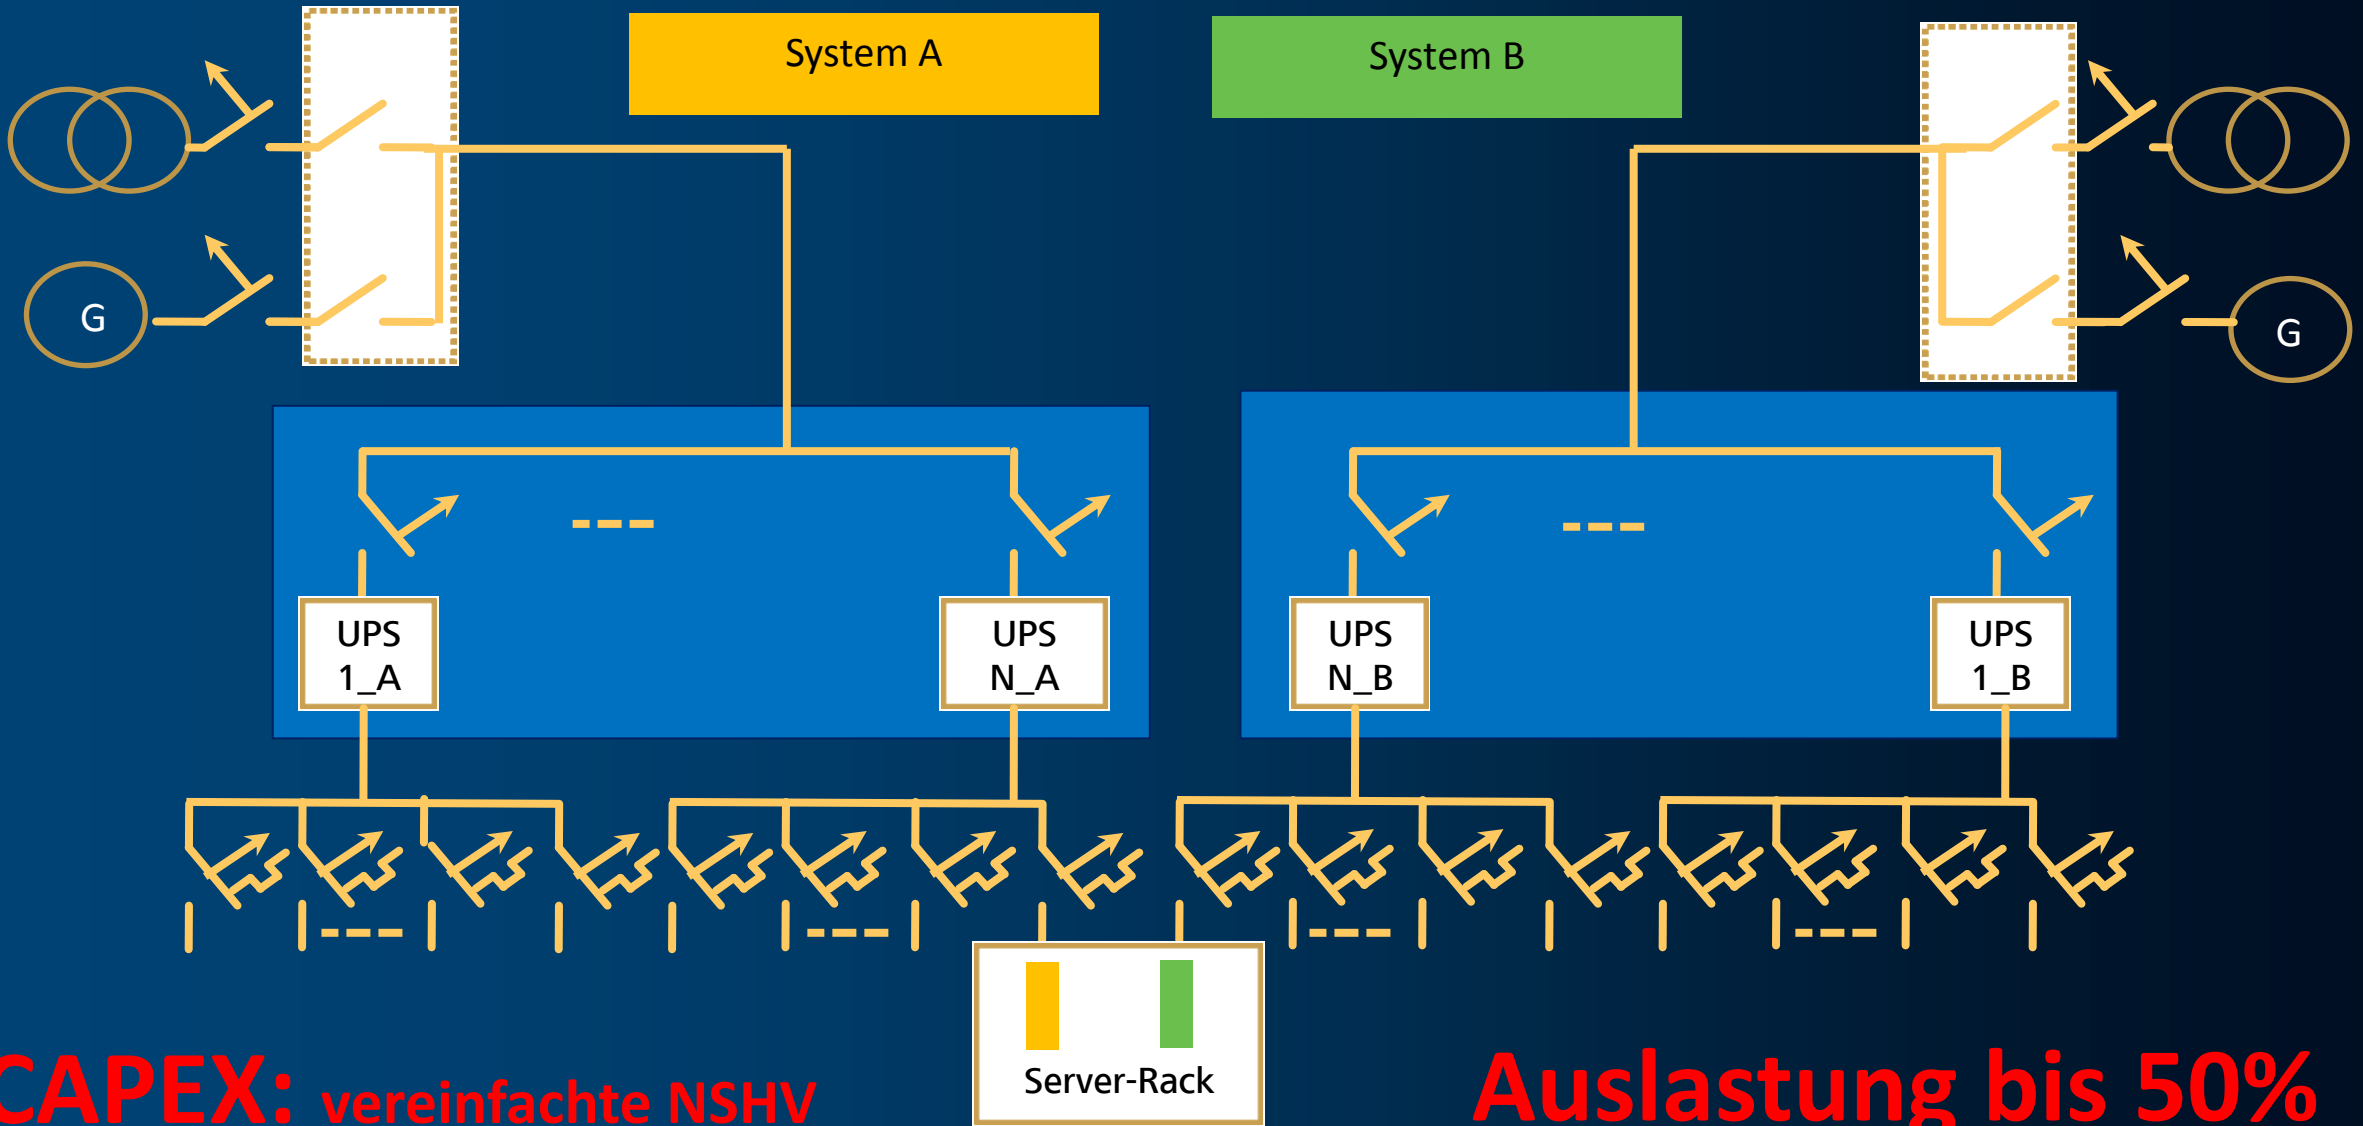 System A
System B
G
G
UPS
1_A
UPS
N_A
UPS
N_B
UPS
1_B
Server-Rack
CAPEX: vereinfachte NSHV
Auslastung bis 50%